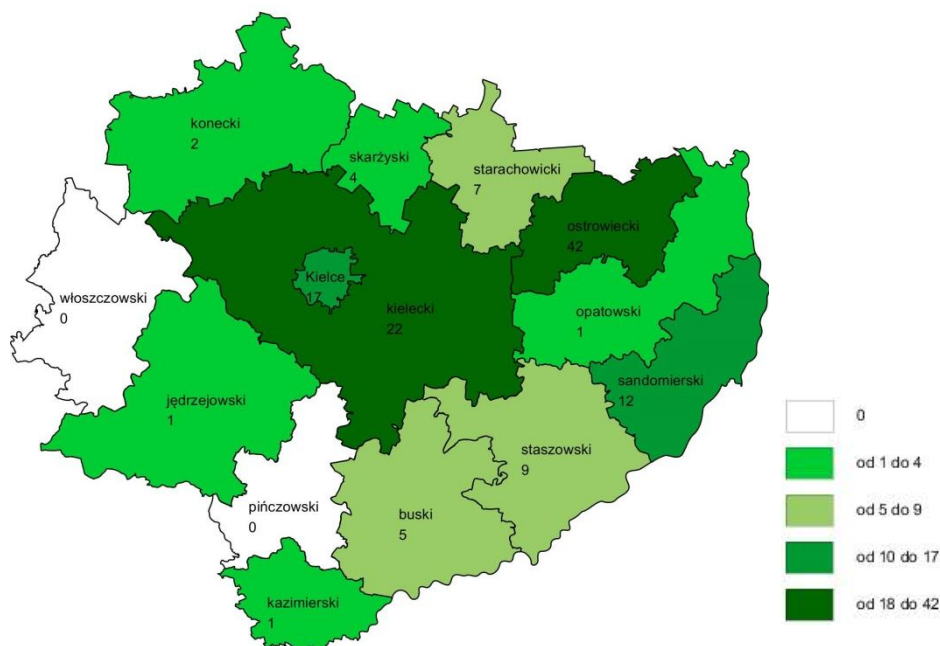 konecki
2
skarżyski
4
starachowicki
7
ostrowiecki
42
włoszczowski
0
Kielce
17
kielecki
22
opatowski
1
jędrzejowski
1
sandomierski
12
staszowski
9
pińczowski
0
buski
5
kazimierski
1
0
od 1 do 4
od 5 do 9
od 10 do 17
od 18 do 42